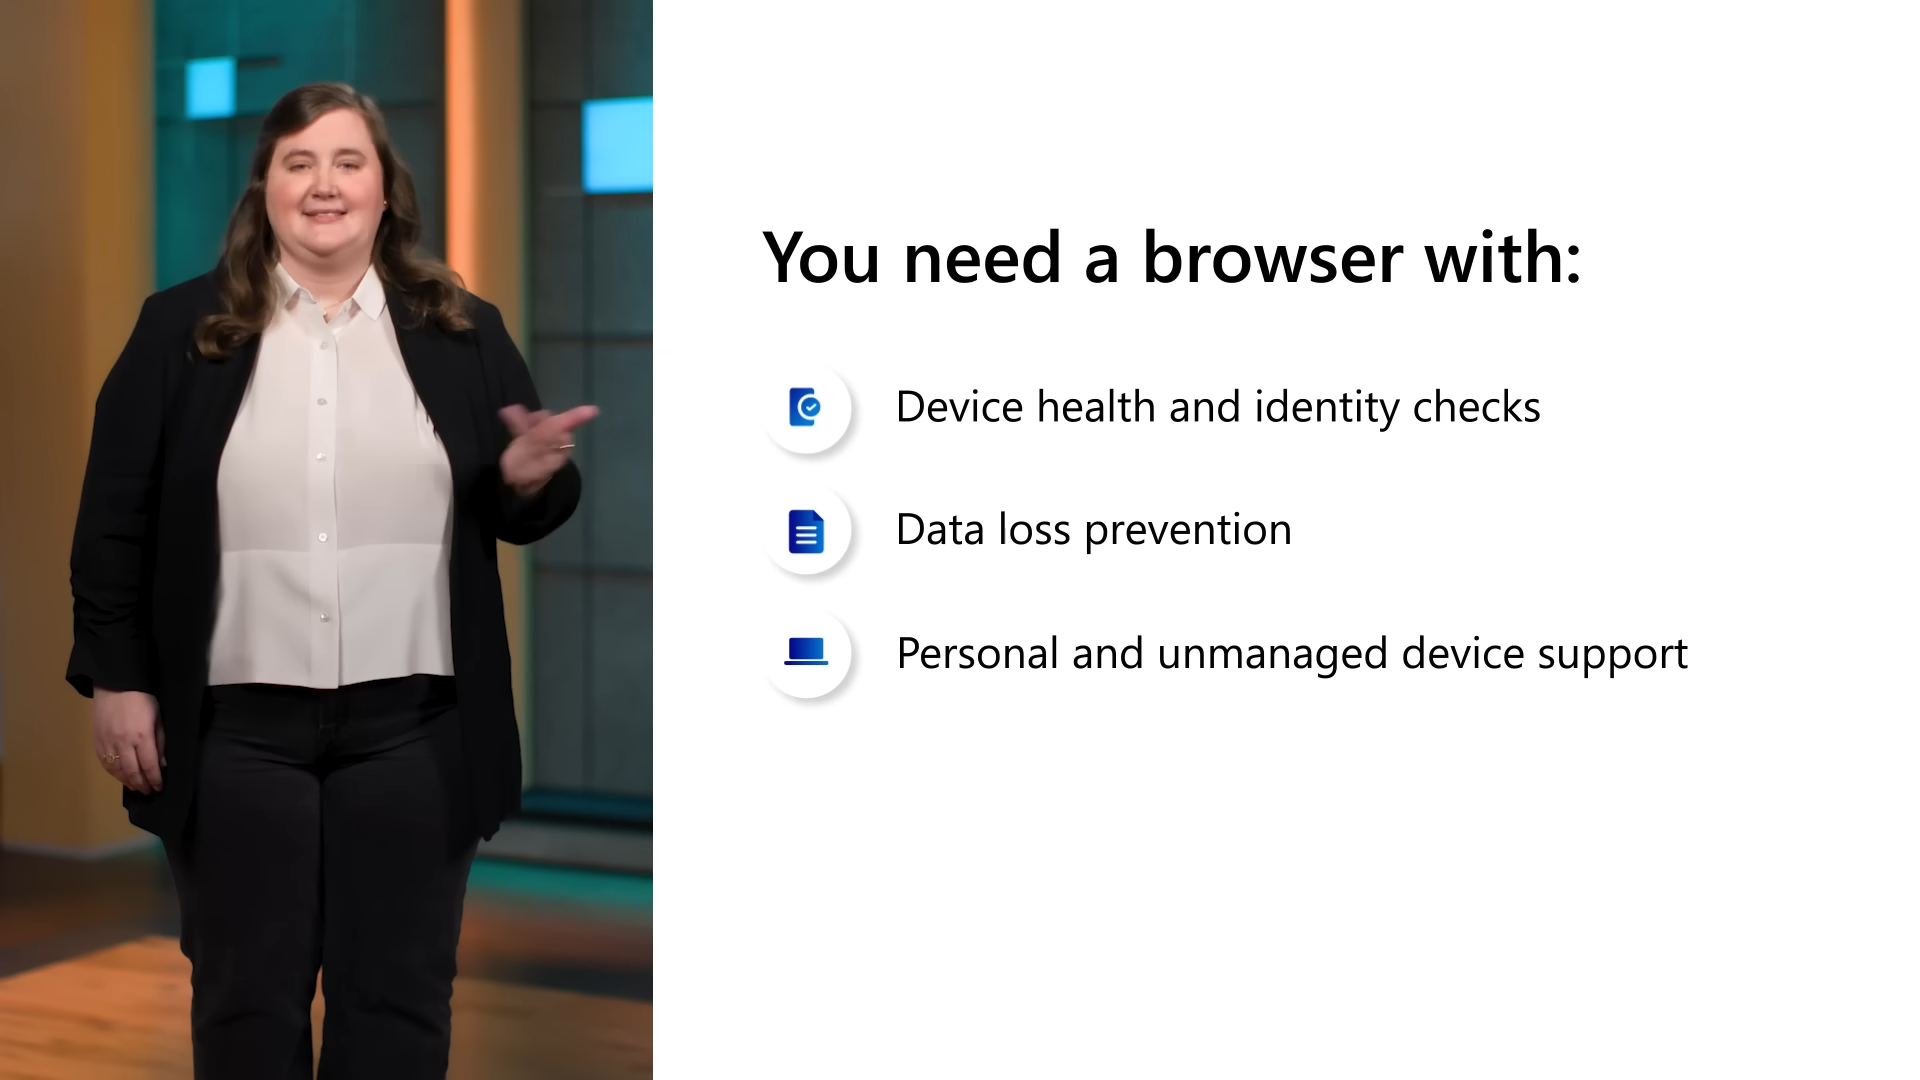 You need a browser with:
Device health and identity checks
Data loss prevention
Personal and unmanaged device support